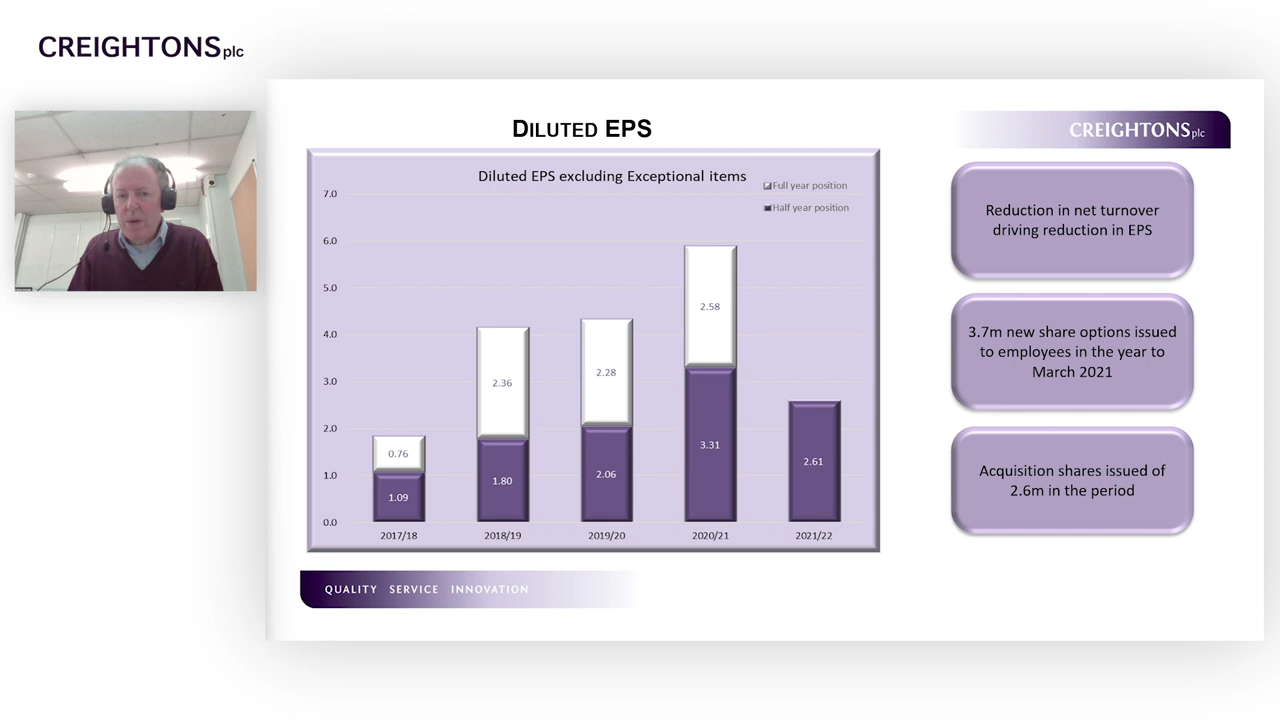 CREIGHTONS plc
DILUTED EPS
CREIGHTONS plc
Diluted EPS excluding Exceptional items
Full year position
Half year position
7.0
6.0
5.0
4.0
3.0
2.0
1.0
0.0
0.76
1.09
2.36
1.80
2.28
2.06
2.58
3.31
2.61
2017/18
2018/19
2019/20
2020/21
2021/22
Reduction in net turnover
driving reduction in EPS
3.7m new share options issued
to employees in the year to
March 2021
Acquisition shares issued of
2.6m in the period
QUALITY SERVICE INNOVATION